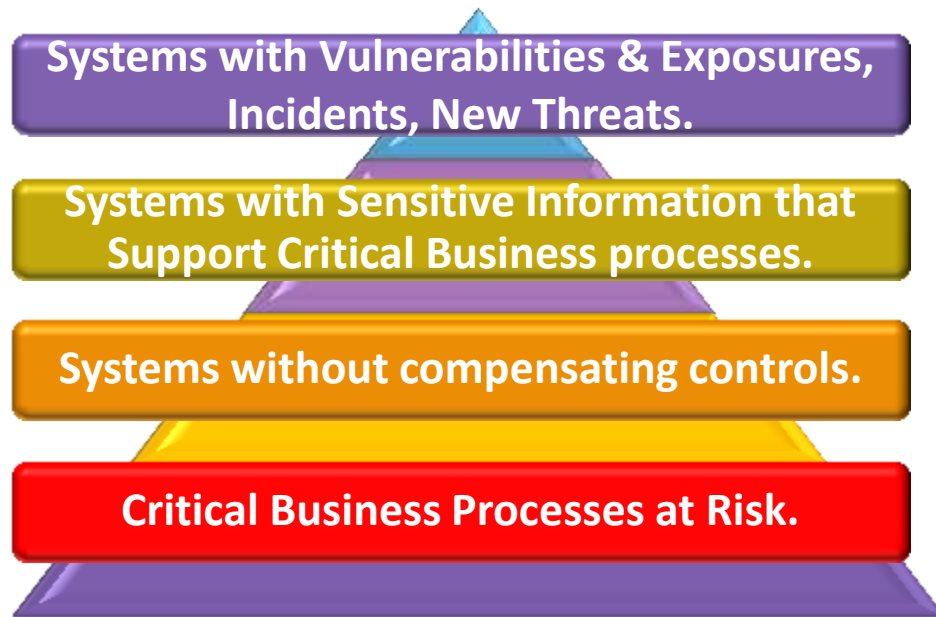 Systems with Vulnerabilities & Exposures,
Incidents, New Threats.
Systems with Sensitive Information that
Support Critical Business processes.
Systems without compensating controls.
Critical Business Processes at Risk.